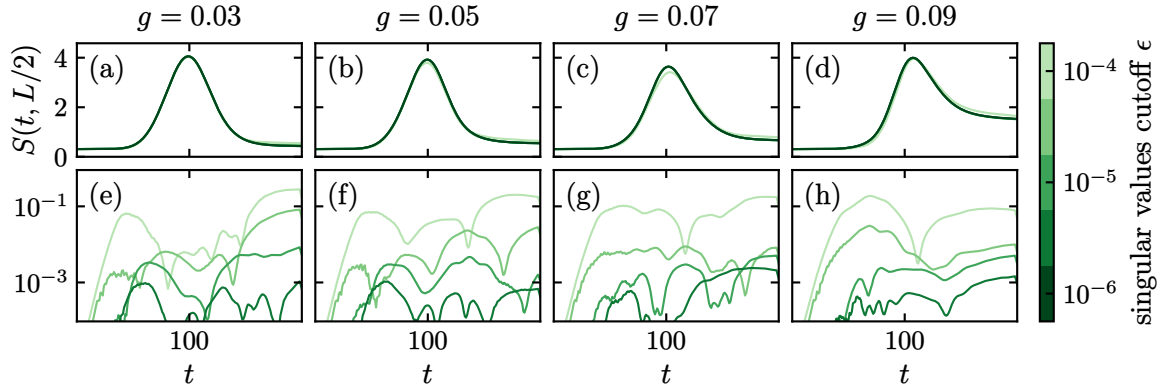 g = 0.03 g = 0.05 g = 0.07 g = 0.09
S(t, L/2)
4
2
0
(a) (b) (c) (d)
10⁻¹
10⁻³
(e) (f) (g) (h)
100 100 100 100
t t t t
10⁻⁴
10⁻⁵
10⁻⁶
singular values cutoff ϵ